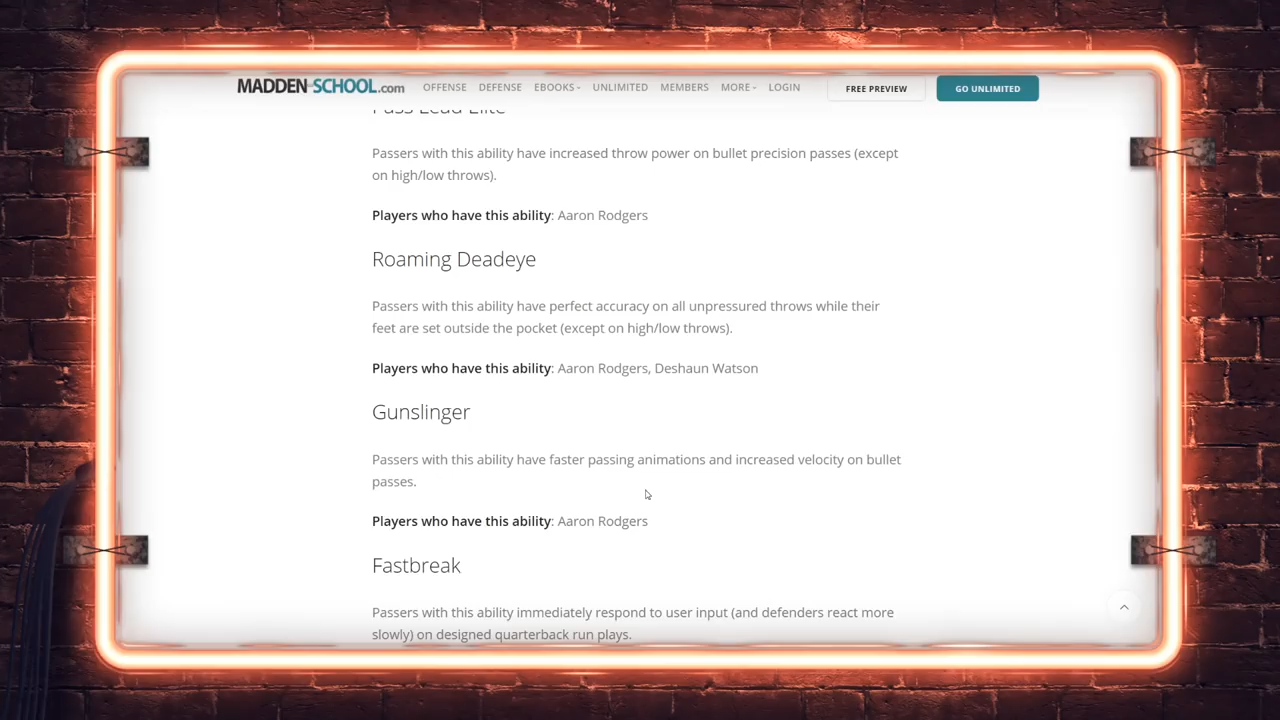 MADDEN-SCHOOL.com OFFENSE DEFENSE EBOOKS UNLIMITED MEMBERS MORE LOGIN FREE PREVIEW GO UNLIMITED
Pass Lead Elite
Passers with this ability have increased throw power on bullet precision passes (except
on high/low throws).
Players who have this ability: Aaron Rodgers
Roaming Deadeye
Passers with this ability have perfect accuracy on all unpressured throws while their
feet are set outside the pocket (except on high/low throws).
Players who have this ability: Aaron Rodgers, Deshaun Watson
Gunslinger
Passers with this ability have faster passing animations and increased velocity on bullet
passes.
Players who have this ability: Aaron Rodgers
Fastbreak
Passers with this ability immediately respond to user input (and defenders react more
slowly) on designed quarterback run plays.